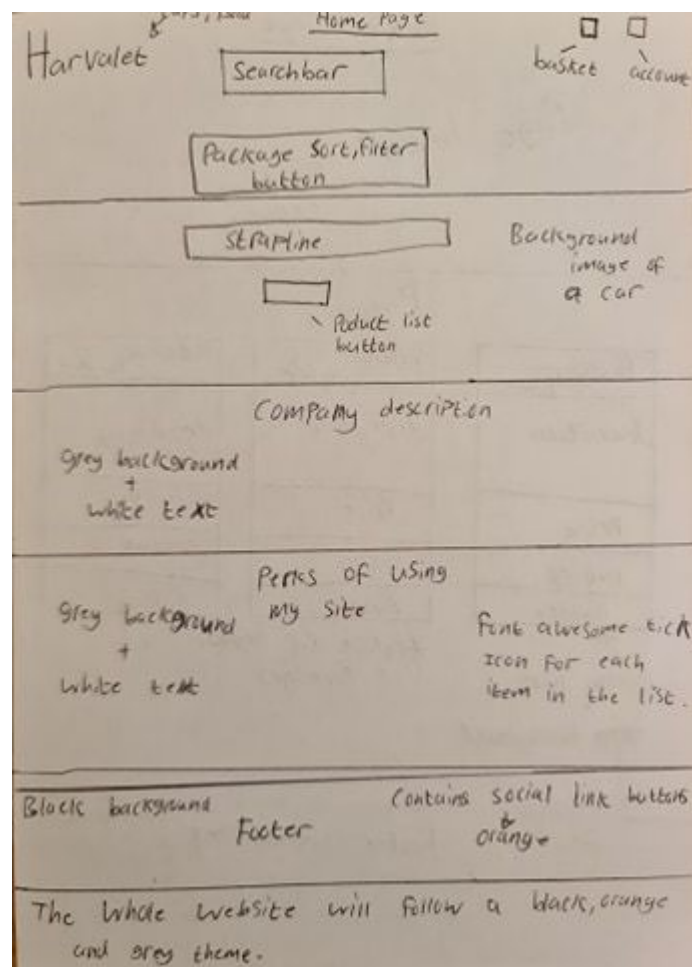 Home Page
Harvalet
Searchbar
basket
account
Package Sort, filter
button
Strapline
Background
image of
a car
Poduct list
button
Company description
grey background
+
white text
Perks of using
my site
grey background
+
white text
font awesome tick
Icon for each
item in the list.
Black background
Contains social link buttons
Footer
orange
The whole website will follow a black, orange
and grey theme.